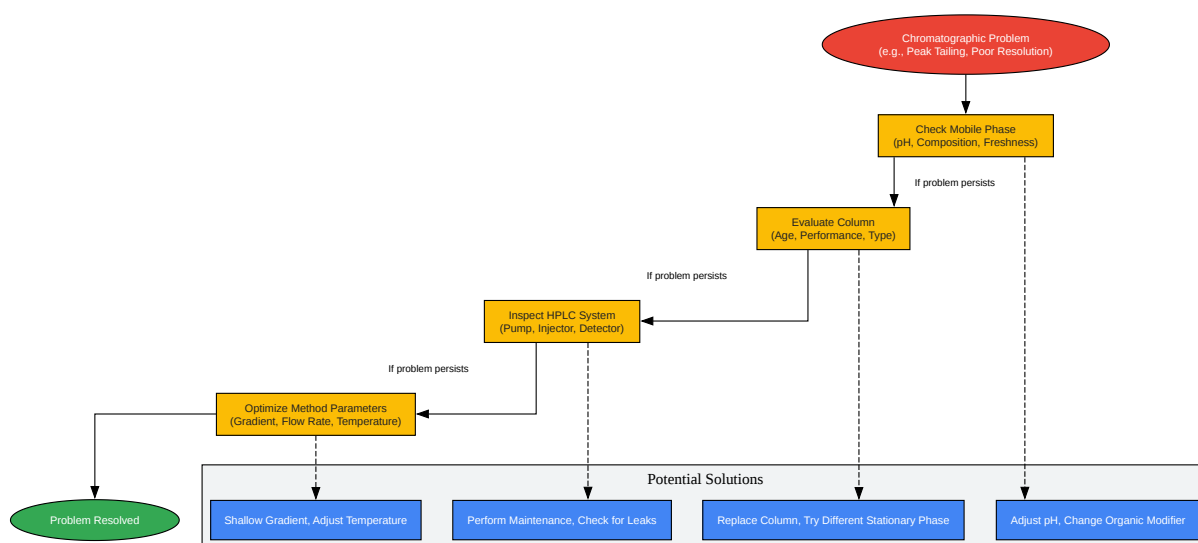 Chromatographic Problem
(e.g., Peak Tailing, Poor Resolution)
Check Mobile Phase
(pH, Composition, Freshness)
If problem persists
Evaluate Column
(Age, Performance, Type)
If problem persists
Inspect HPLC System
(Pump, Injector, Detector)
If problem persists
Optimize Method Parameters
(Gradient, Flow Rate, Temperature)
Potential Solutions
Problem Resolved
Shallow Gradient, Adjust Temperature
Perform Maintenance, Check for Leaks
Replace Column, Try Different Stationary Phase
Adjust pH, Change Organic Modifier